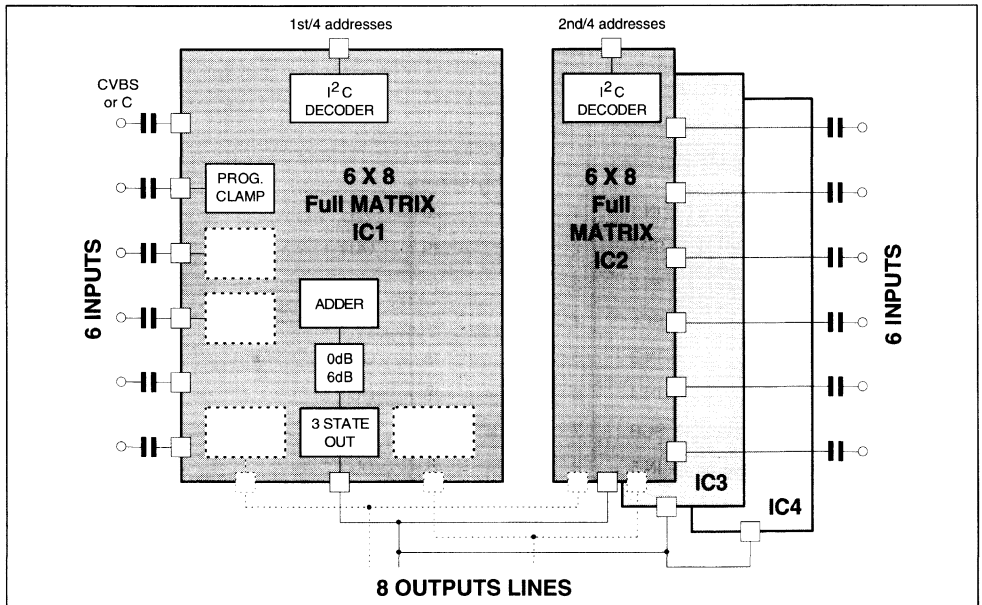 1st/4 addresses
2nd/4 addresses
CVBS
or C
I²C
DECODER
I²C
DECODER
PROG.
CLAMP
6 X 8
Full MATRIX
IC1
6 X 8
Full
MATRIX
IC2
6 INPUTS
ADDER
6 INPUTS
0dB
6dB
3 STATE
OUT
IC3
IC4
8 OUTPUTS LINES